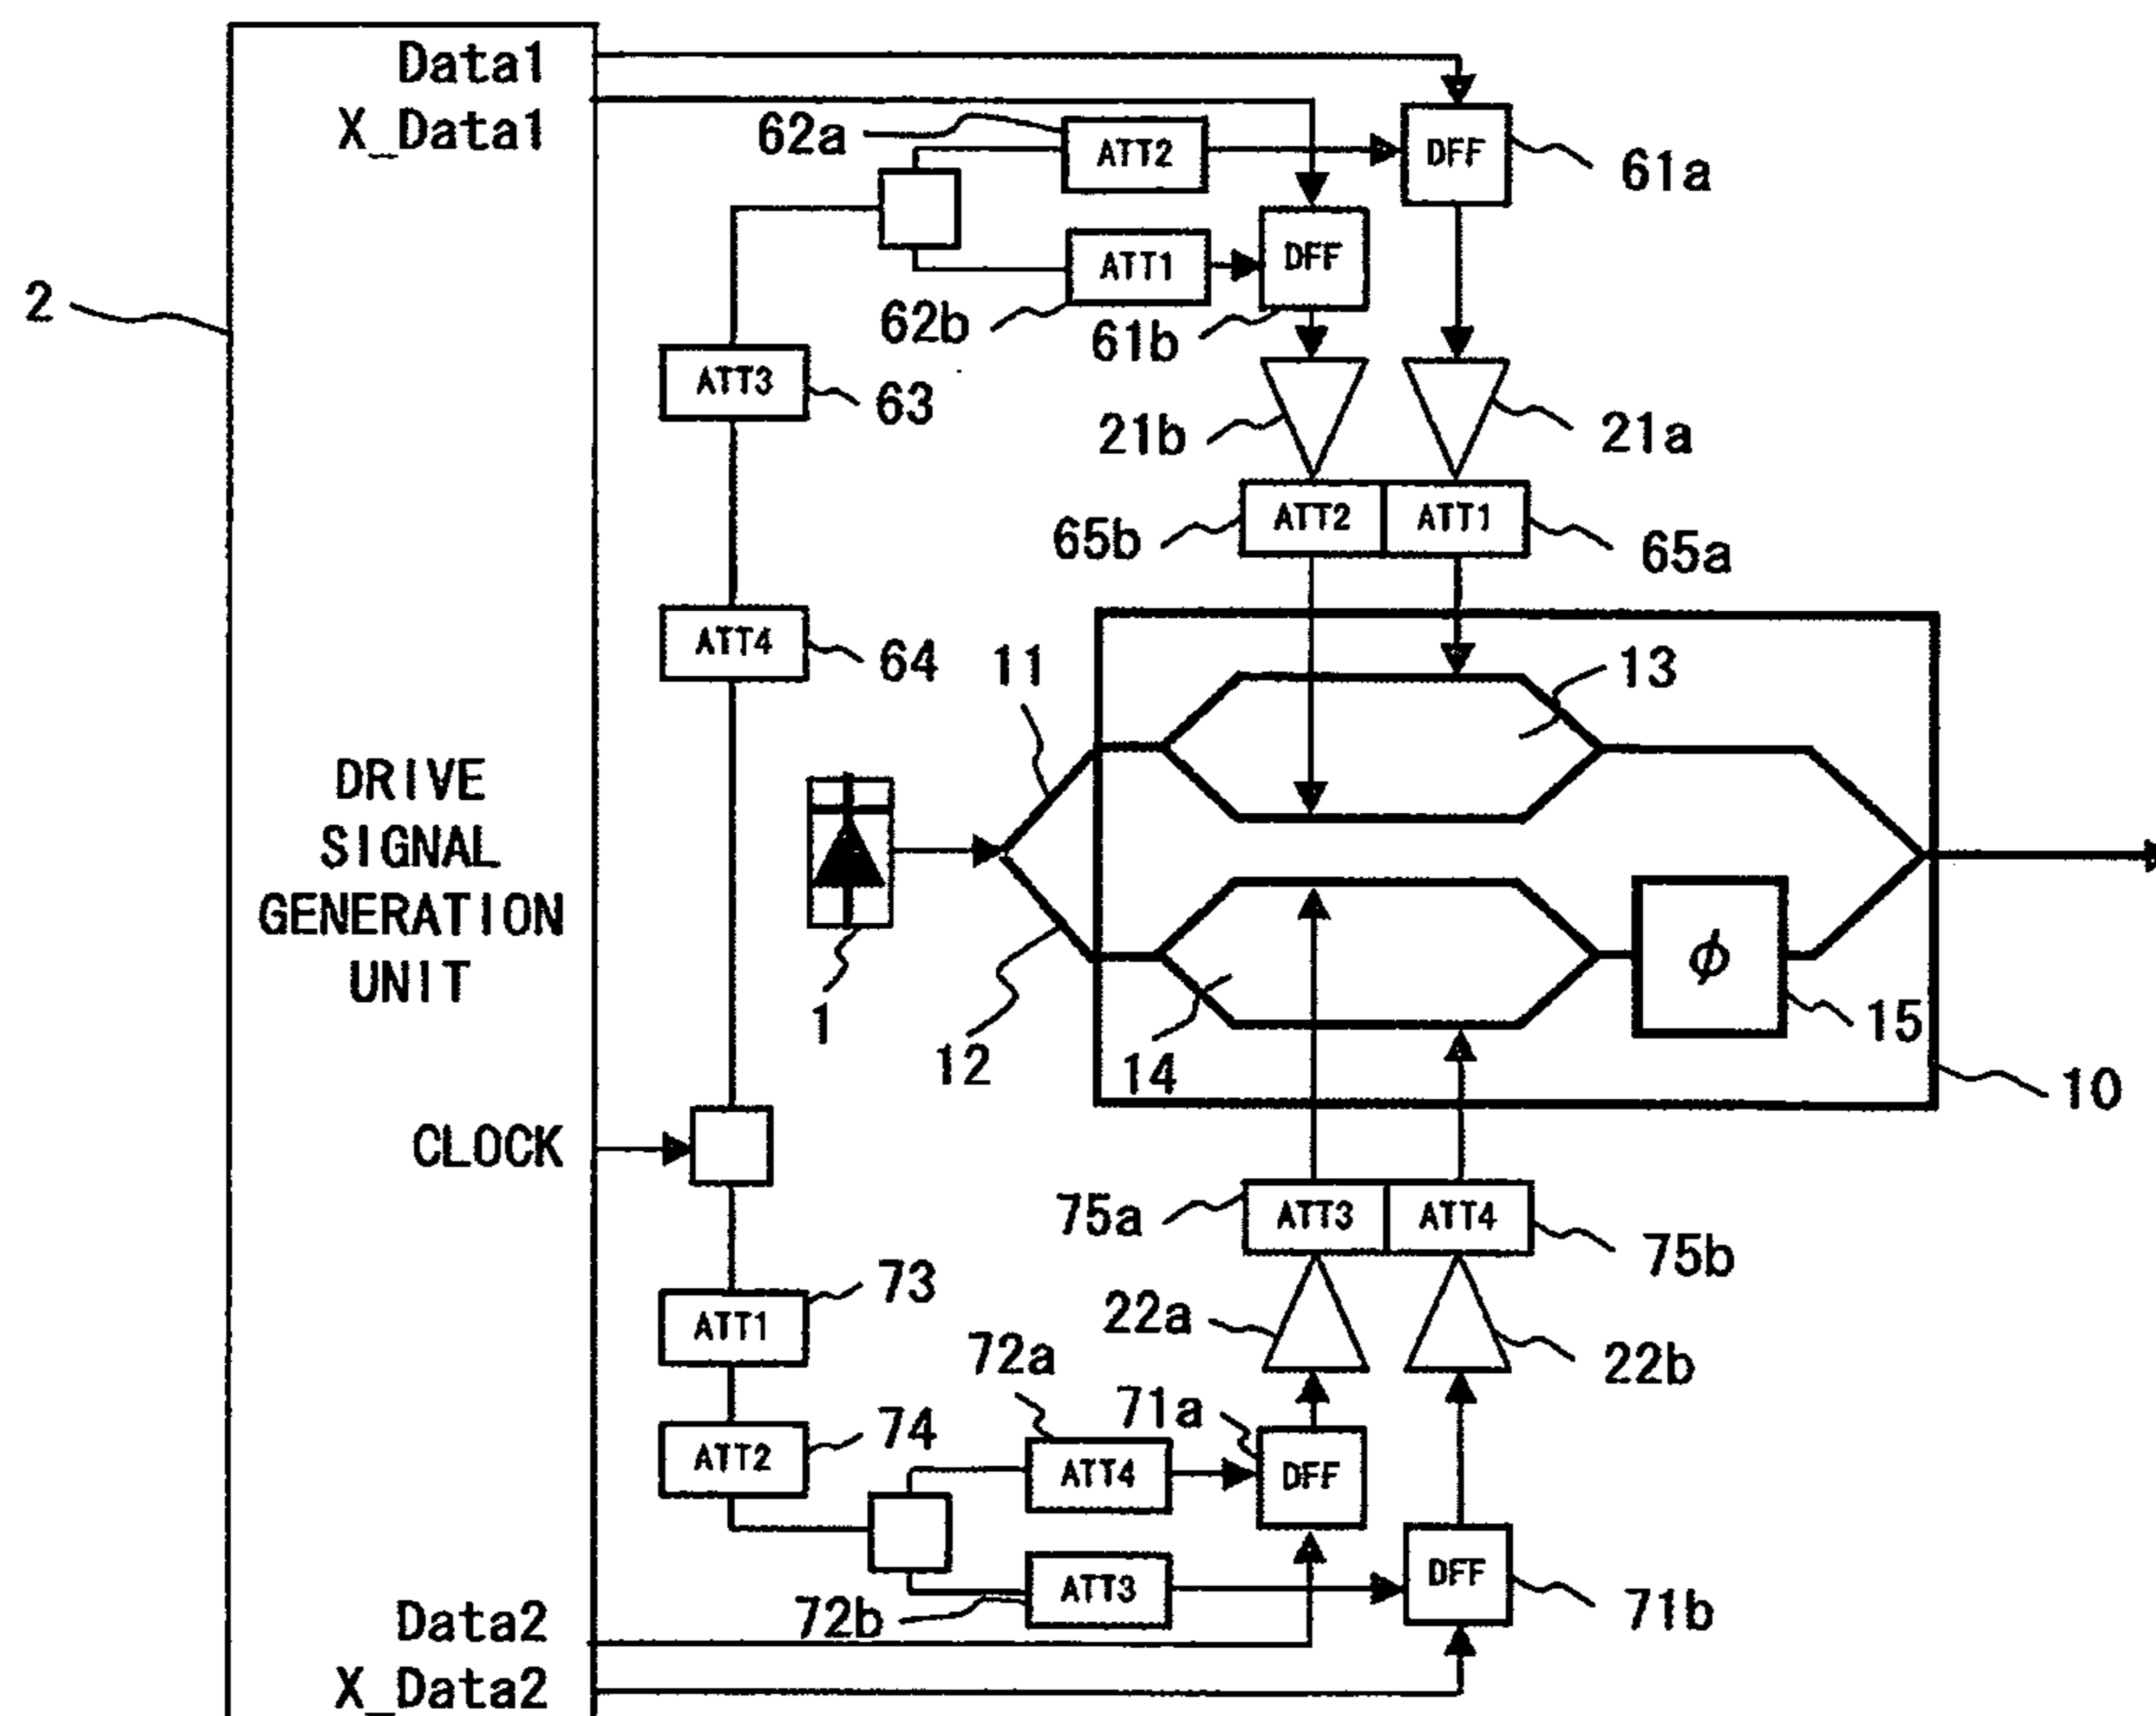 Data1
X_Data1
62a
ATT2
DFF
61a
ATT1
DFF
62b
61b
2
ATT3
63
21b
21a
65b
ATT2
ATT1
65a
ATT4
64
11
13
DRIVE
SIGNAL
GENERATION
UNIT
1
12
14
φ
15
10
CLOCK
75a
ATT3
ATT4
75b
73
ATT1
22a
22b
72a
71a
74
ATT2
ATT4
DFF
72b
ATT3
DFF
71b
Data2
X_Data2